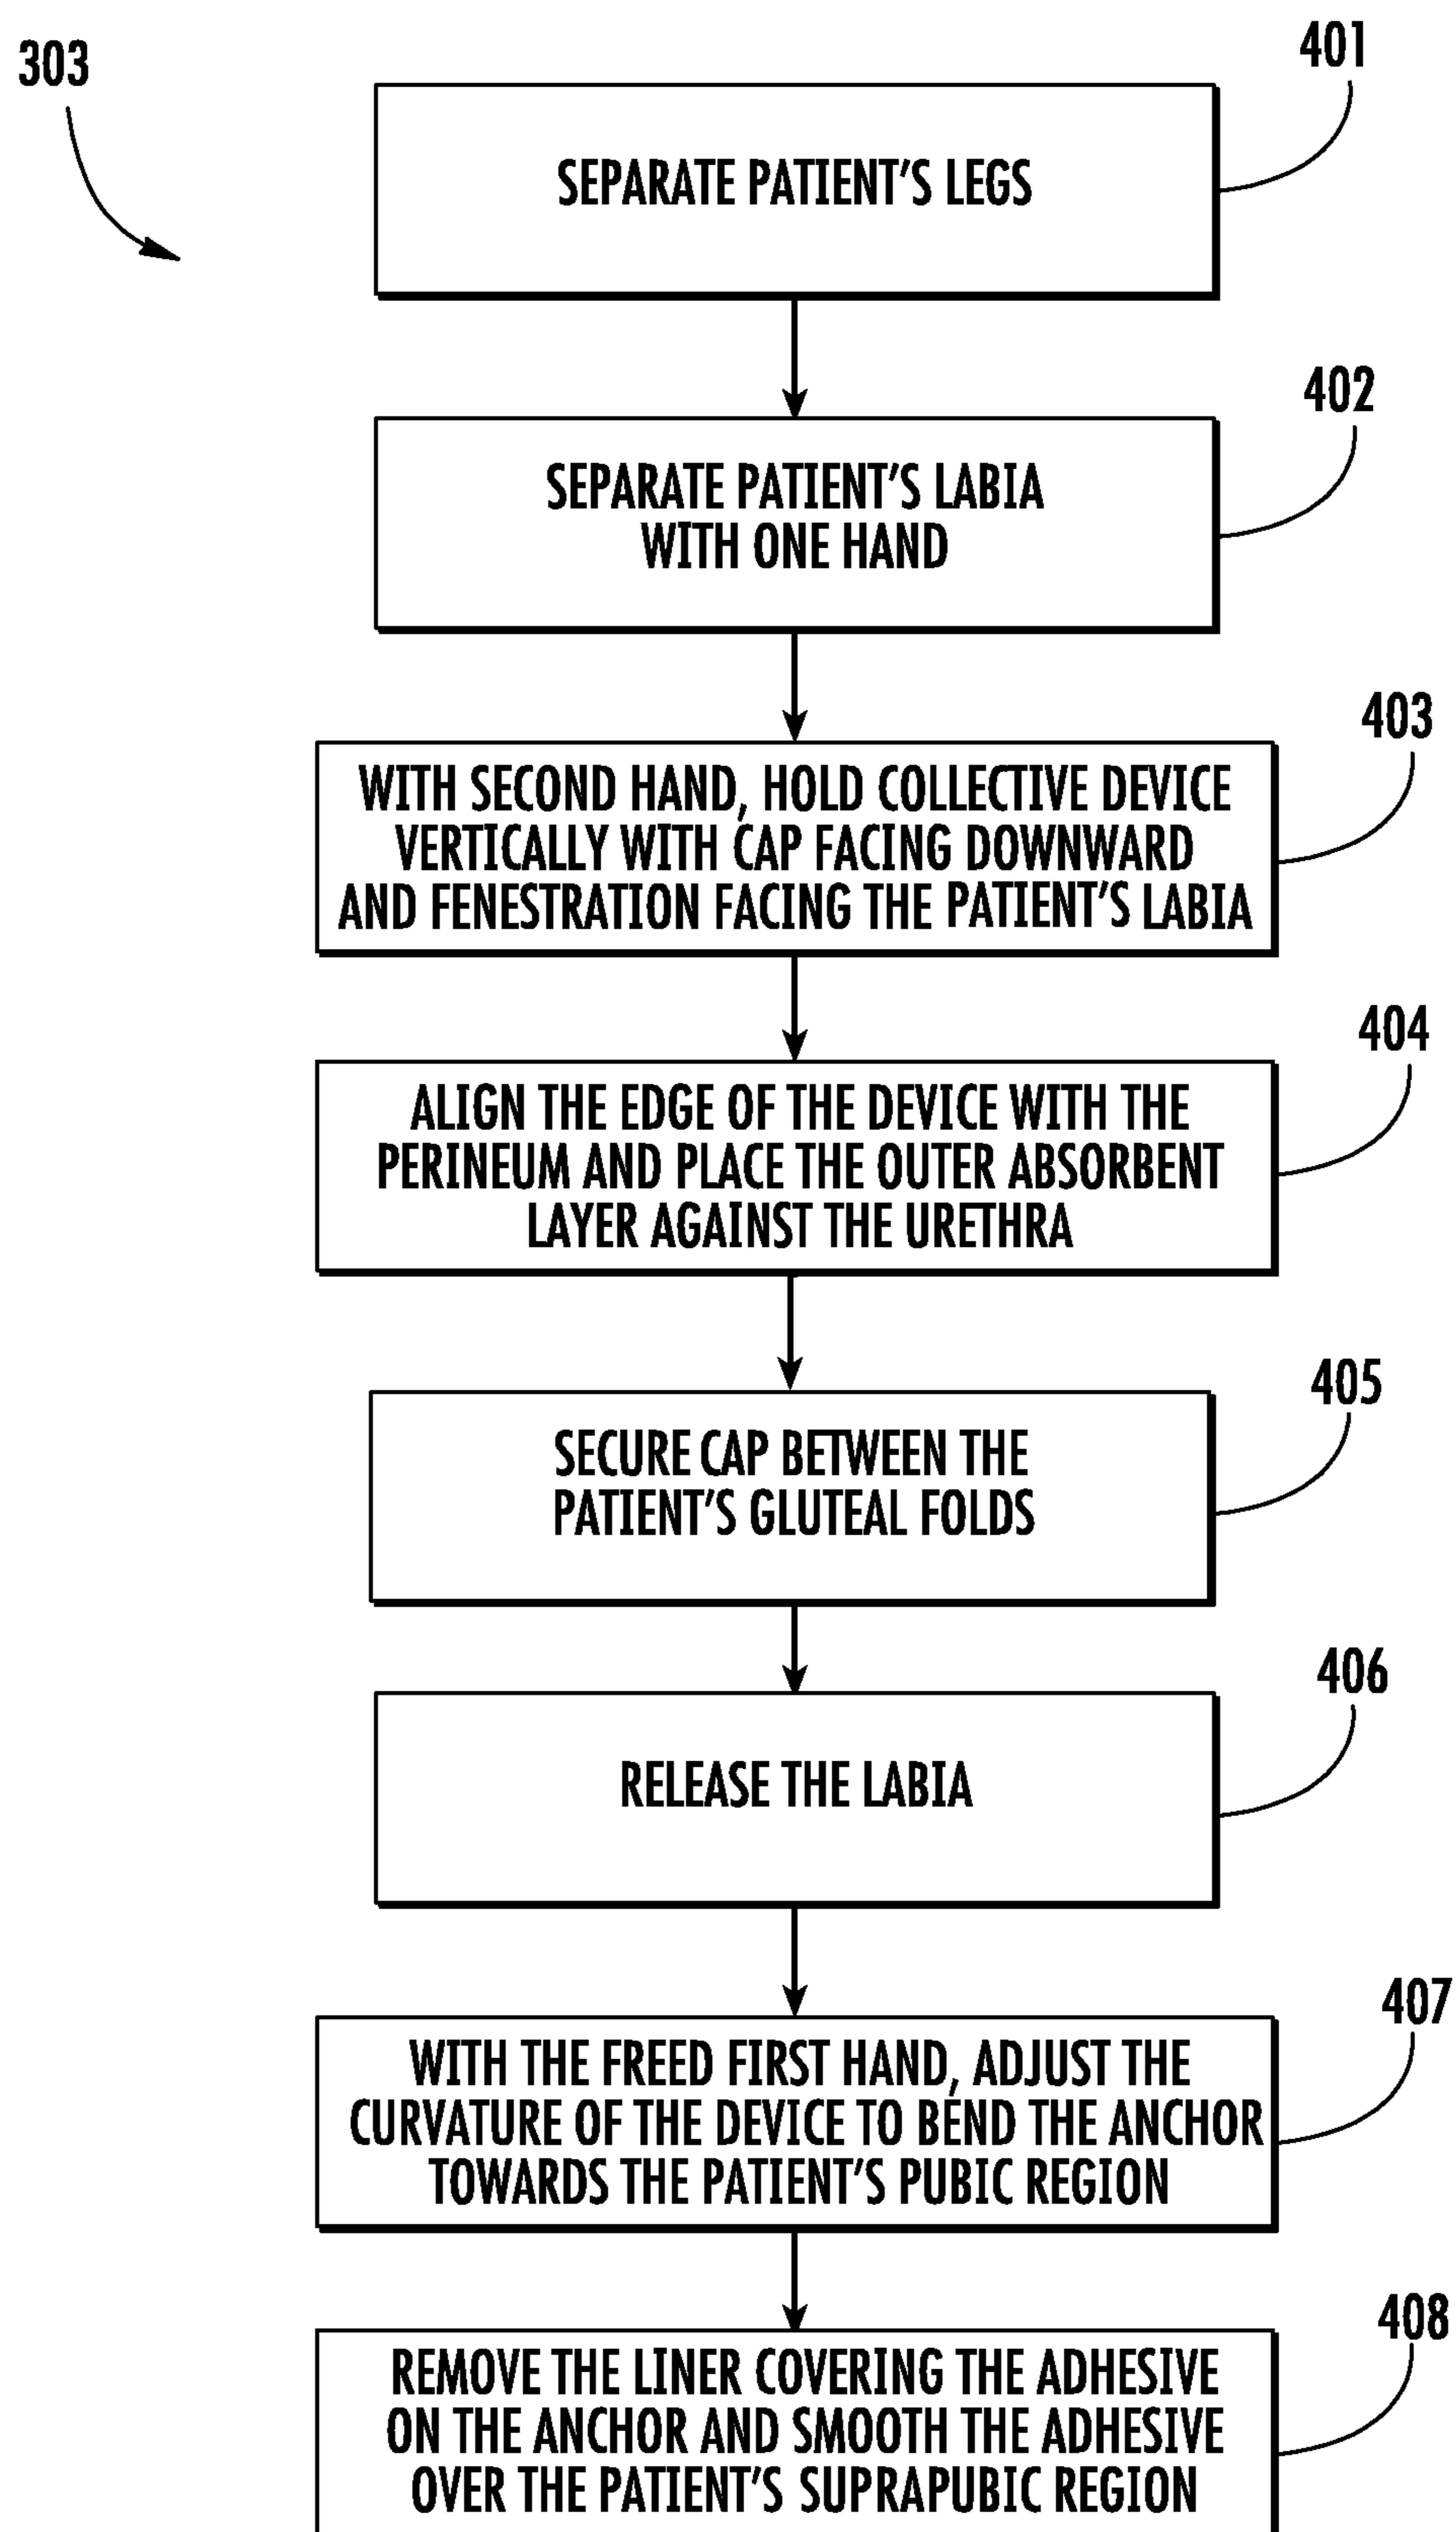 303
401
SEPARATE PATIENT'S LEGS
402
SEPARATE PATIENT'S LABIA
WITH ONE HAND
403
WITH SECOND HAND, HOLD COLLECTIVE DEVICE
VERTICALLY WITH CAP FACING DOWNWARD
AND FENESTRATION FACING THE PATIENT'S LABIA
404
ALIGN THE EDGE OF THE DEVICE WITH THE
PERINEUM AND PLACE THE OUTER ABSORBENT
LAYER AGAINST THE URETHRA
405
SECURE CAP BETWEEN THE
PATIENT'S GLUTEAL FOLDS
406
RELEASE THE LABIA
407
WITH THE FREED FIRST HAND, ADJUST THE
CURVATURE OF THE DEVICE TO BEND THE ANCHOR
TOWARDS THE PATIENT'S PUBIC REGION
408
REMOVE THE LINER COVERING THE ADHESIVE
ON THE ANCHOR AND SMOOTH THE ADHESIVE
OVER THE PATIENT'S SUPRAPUBIC REGION